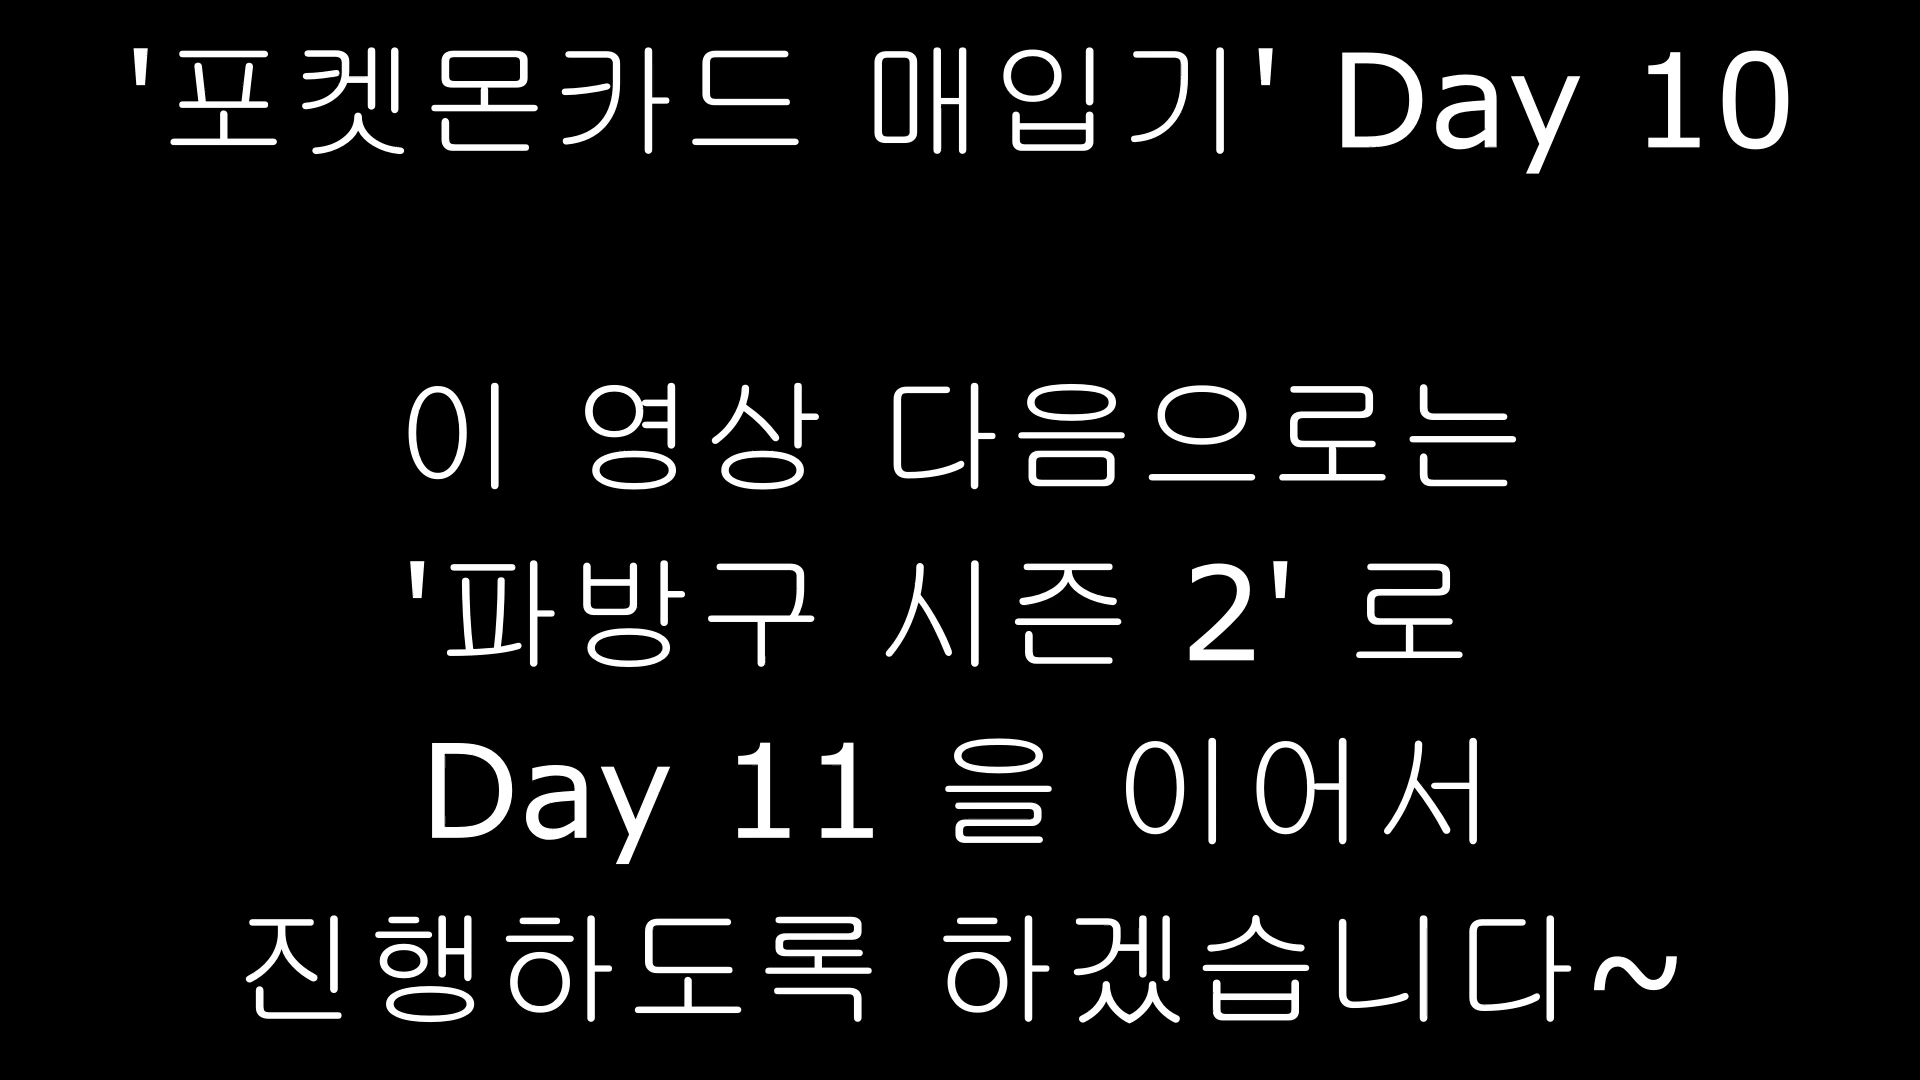 '포켓몬카드 매입기' Day 10
이 영상 다음으로는
'파방구 시즌 2' 로
Day 11 을 이어서
진행하도록 하겠습니다~